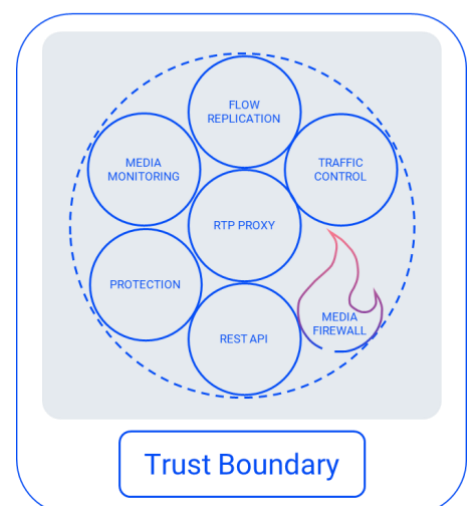 FLOW
REPLICATION
MEDIA
MONITORING
TRAFFIC
CONTROL
RTP PROXY
PROTECTION
MEDIA
FIREWALL
REST API
Trust Boundary